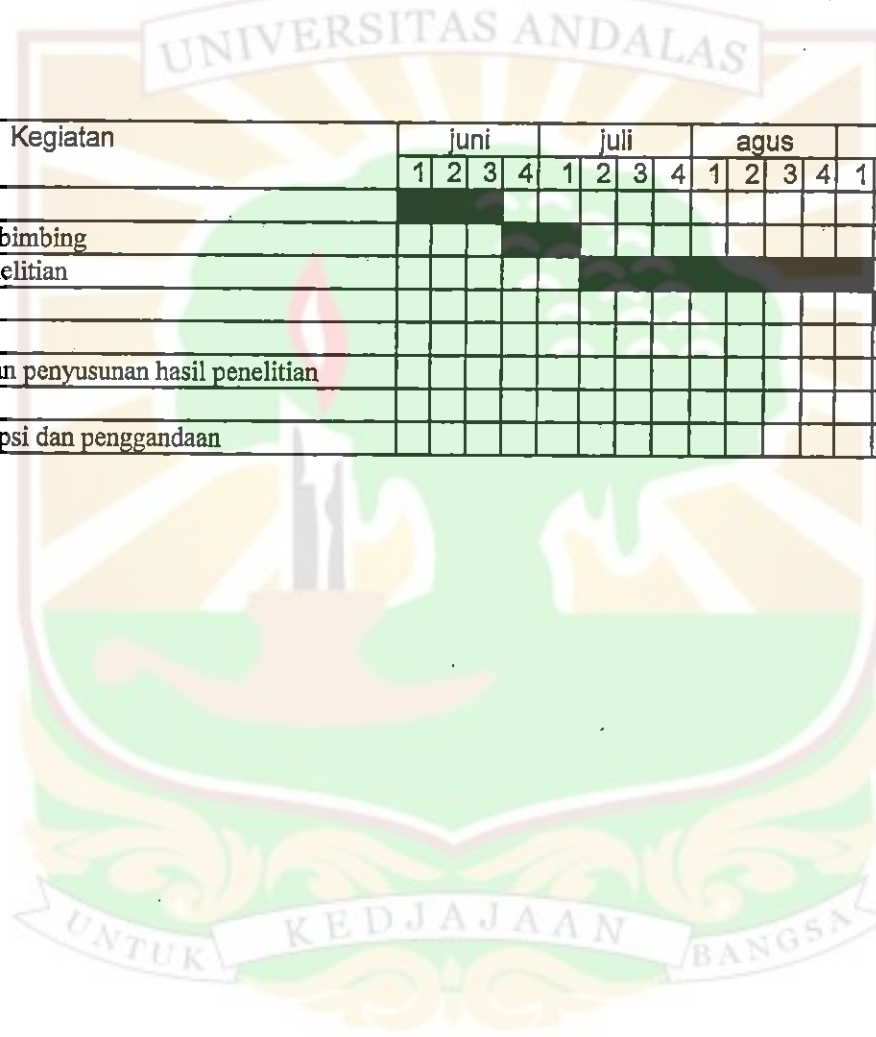 UNIVERSITAS ANDALAS
Kegiatan juni juli agus
1 2 3 4 1 2 3 4 1 2 3 4 1
bimbing
elitian
n penyusunan hasil penelitian
psi dan penggandaan
UNTUK KEDJAJAAN BANGSA